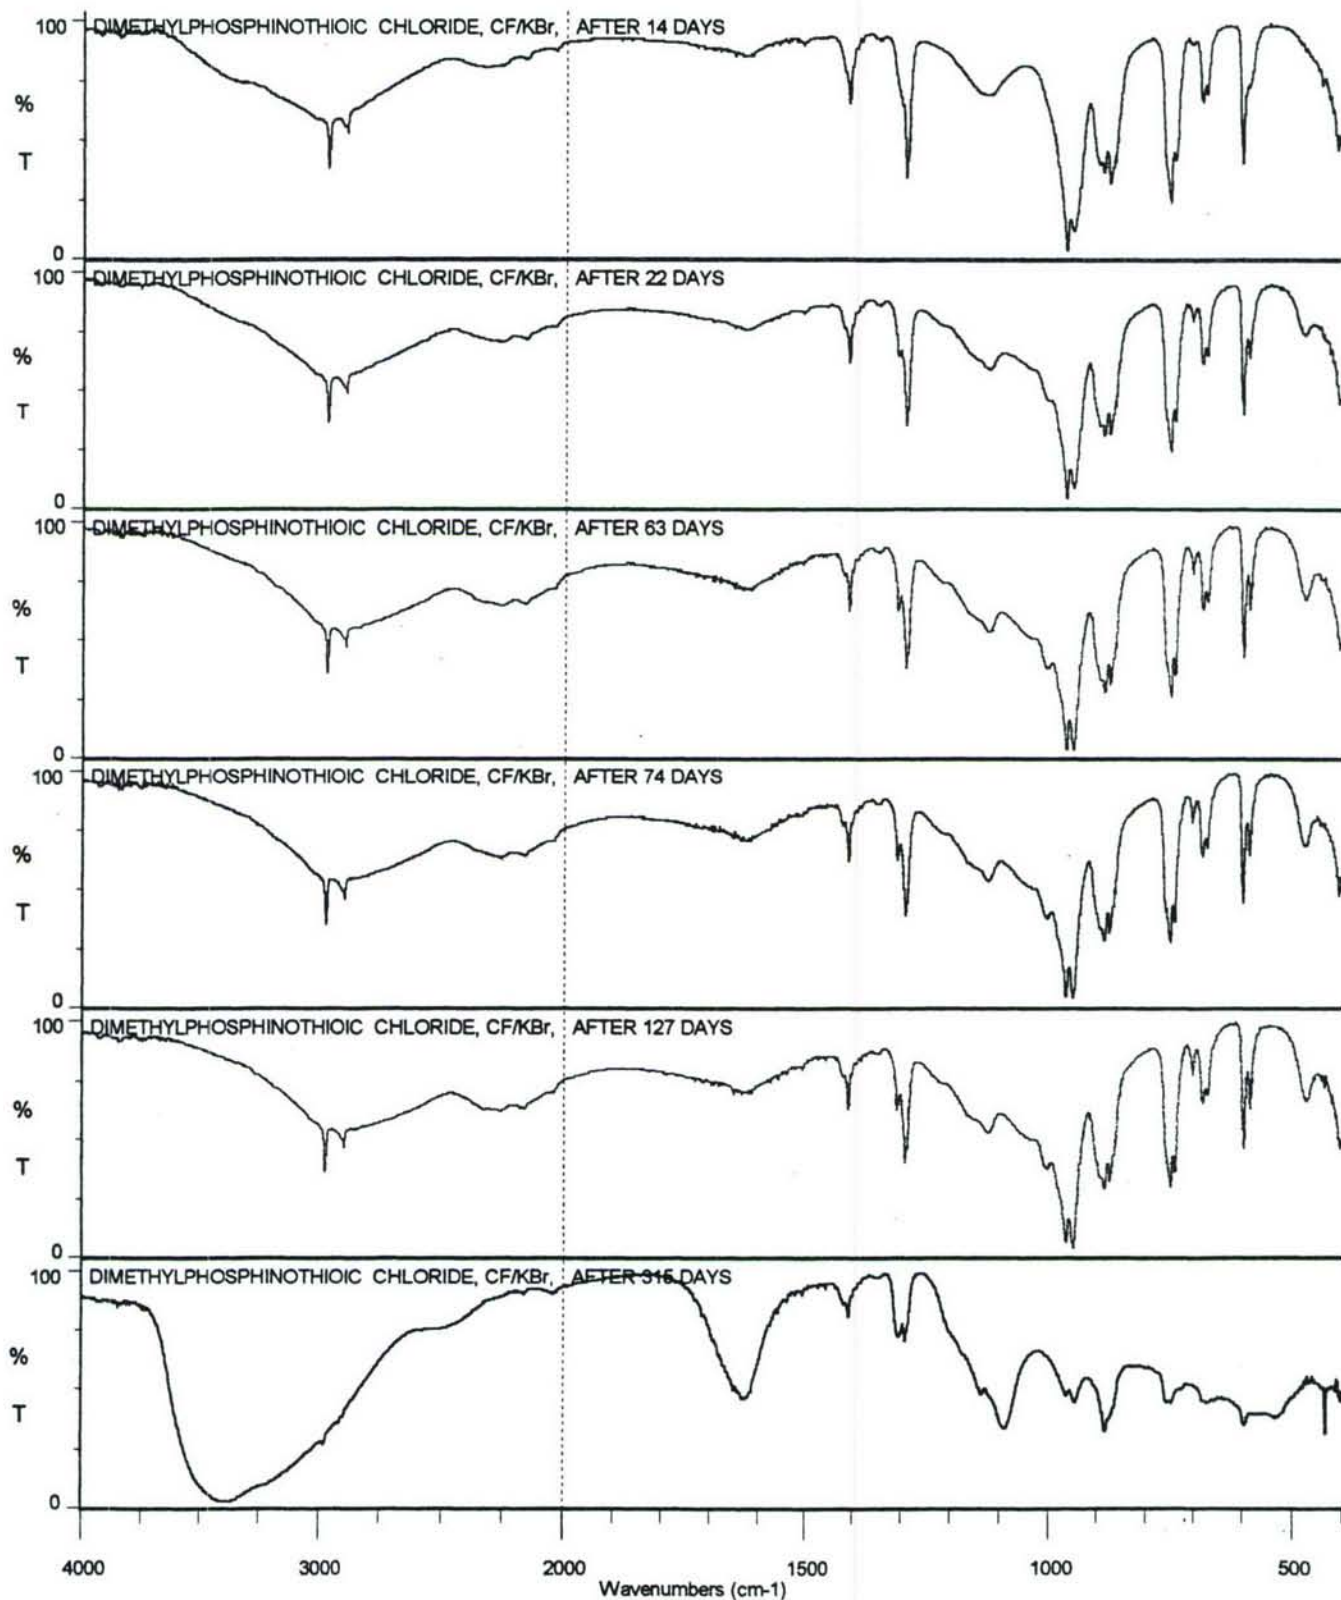 100
DIMETHYLPHOSPHINOTHIOIC CHLORIDE, CF/KBr, AFTER 14 DAYS
%
T
0
100
DIMETHYLPHOSPHINOTHIOIC CHLORIDE, CF/KBr, AFTER 22 DAYS
%
T
0
100
DIMETHYLPHOSPHINOTHIOIC CHLORIDE, CF/KBr, AFTER 63 DAYS
%
T
0
100
DIMETHYLPHOSPHINOTHIOIC CHLORIDE, CF/KBr, AFTER 74 DAYS
%
T
0
100
DIMETHYLPHOSPHINOTHIOIC CHLORIDE, CF/KBr, AFTER 127 DAYS
%
T
0
100
DIMETHYLPHOSPHINOTHIOIC CHLORIDE, CF/KBr, AFTER 315 DAYS
%
T
0
4000 3000 2000 1500 1000 500
Wavenumbers (cm-1)